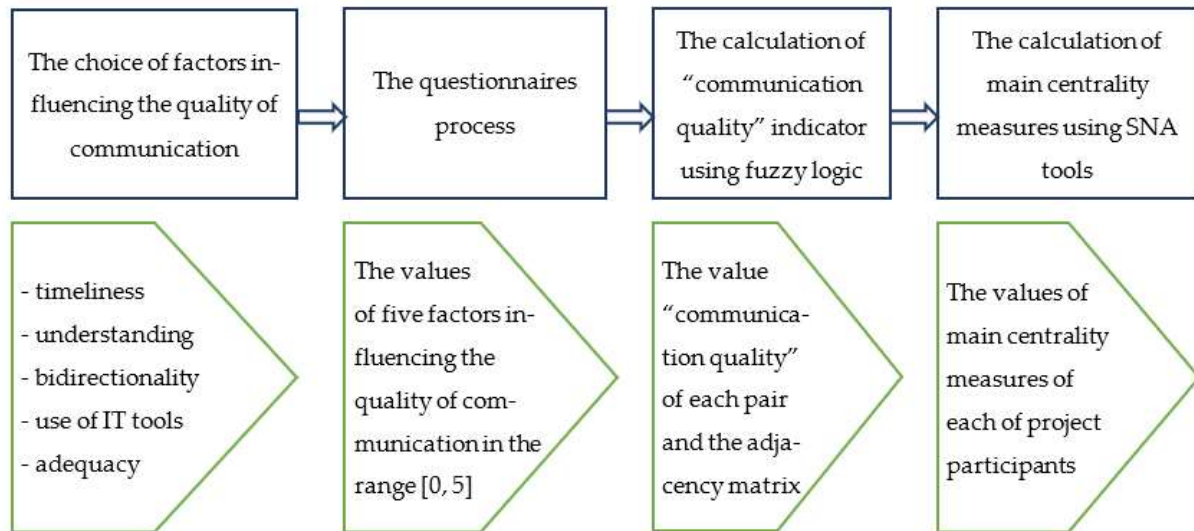 The choice of factors in-
fluencing the quality of
communication
The questionnaires
process
The calculation of
“communication
quality” indicator
using fuzzy logic
The calculation of
main centrality
measures using SNA
tools
- timeliness
- understanding
- bidirectionality
- use of IT tools
- adequacy
The values
of five factors in-
fluencing the
quality of com-
munication in the
range [0, 5]
The value
“communica-
tion quality”
of each pair
and the adja-
cency matrix
The values of
main centrality
measures of
each of project
participants